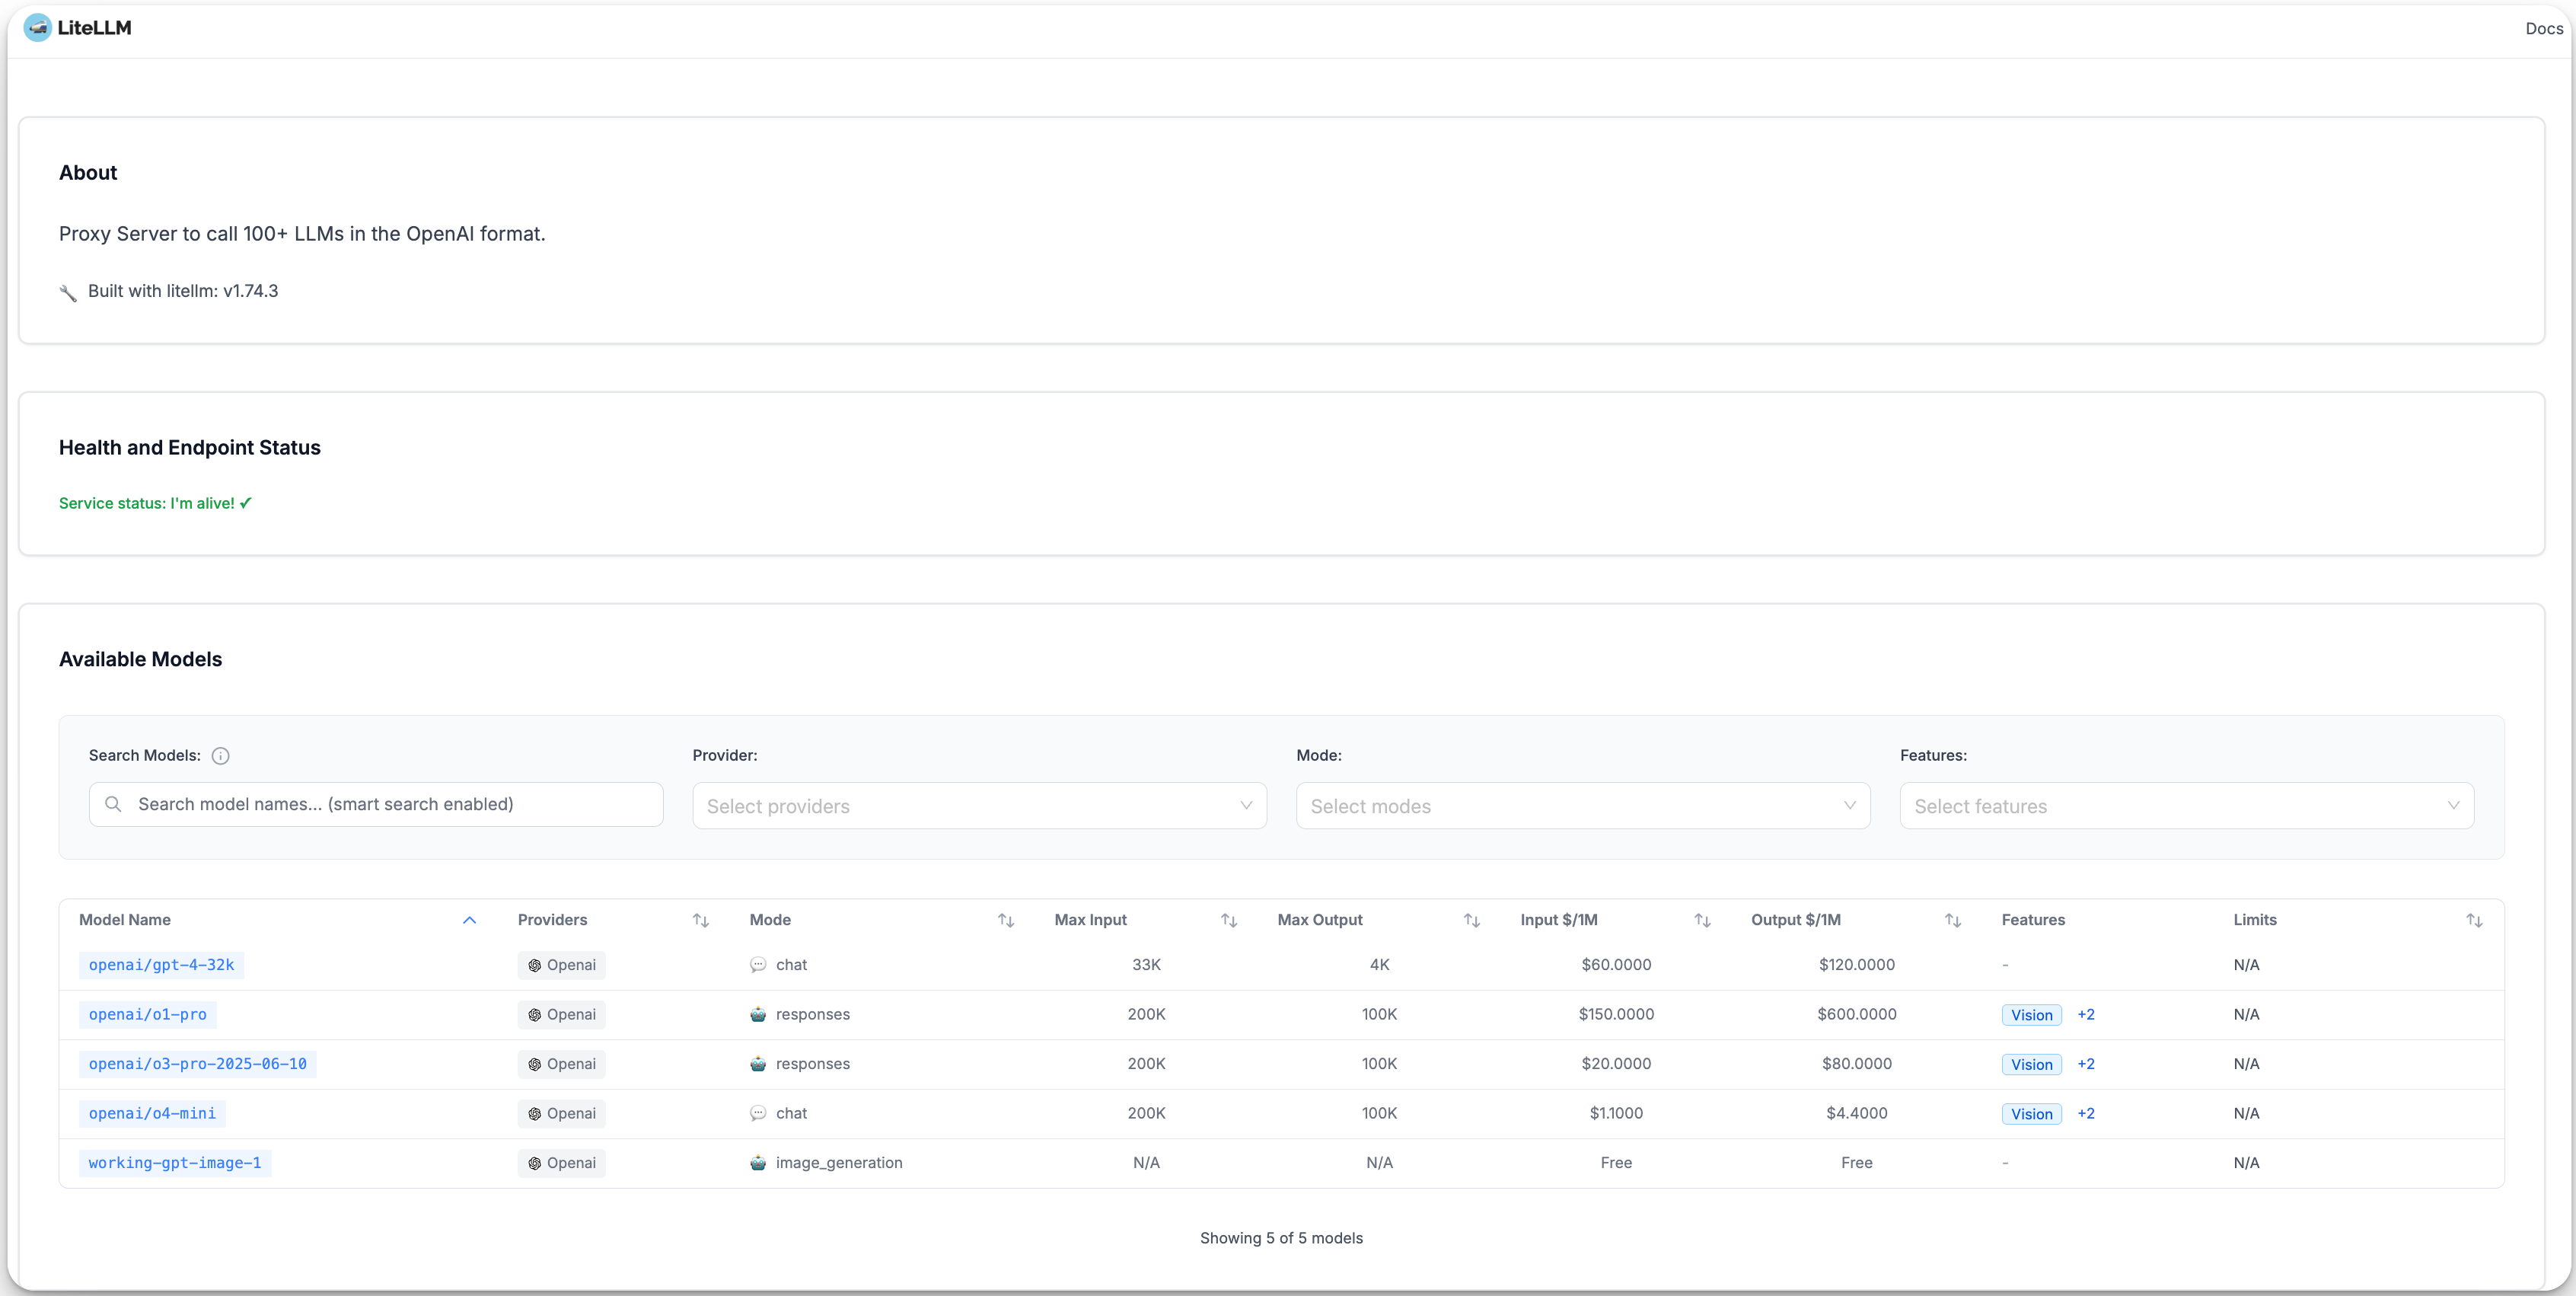 LiteLLM
Docs
About
Proxy Server to call 100+ LLMs in the OpenAI format.
Built with litellm: v1.74.3
Health and Endpoint Status
Service status: I'm alive! ✓
Available Models
Search Models: Provider: Mode: Features:
Search model names... (smart search enabled) Select providers Select modes Select features
Model Name Providers Mode Max Input Max Output Input $/1M Output $/1M Features Limits
openai/gpt-4-32k Openai chat 33K 4K $60.0000 $120.0000 - N/A
openai/o1-pro Openai responses 200K 100K $150.0000 $600.0000 Vision +2 N/A
openai/o3-pro-2025-06-10 Openai responses 200K 100K $20.0000 $80.0000 Vision +2 N/A
openai/o4-mini Openai chat 200K 100K $1.1000 $4.4000 Vision +2 N/A
working-gpt-image-1 Openai image_generation N/A N/A Free Free - N/A
Showing 5 of 5 models